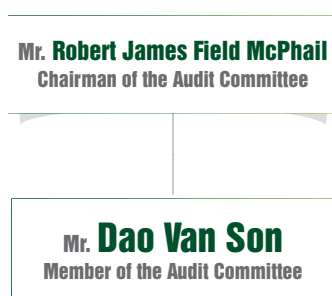 Mr. Robert James Field McPhail
Chairman of the Audit Committee
Mr. Dao Van Son
Member of the Audit Committee